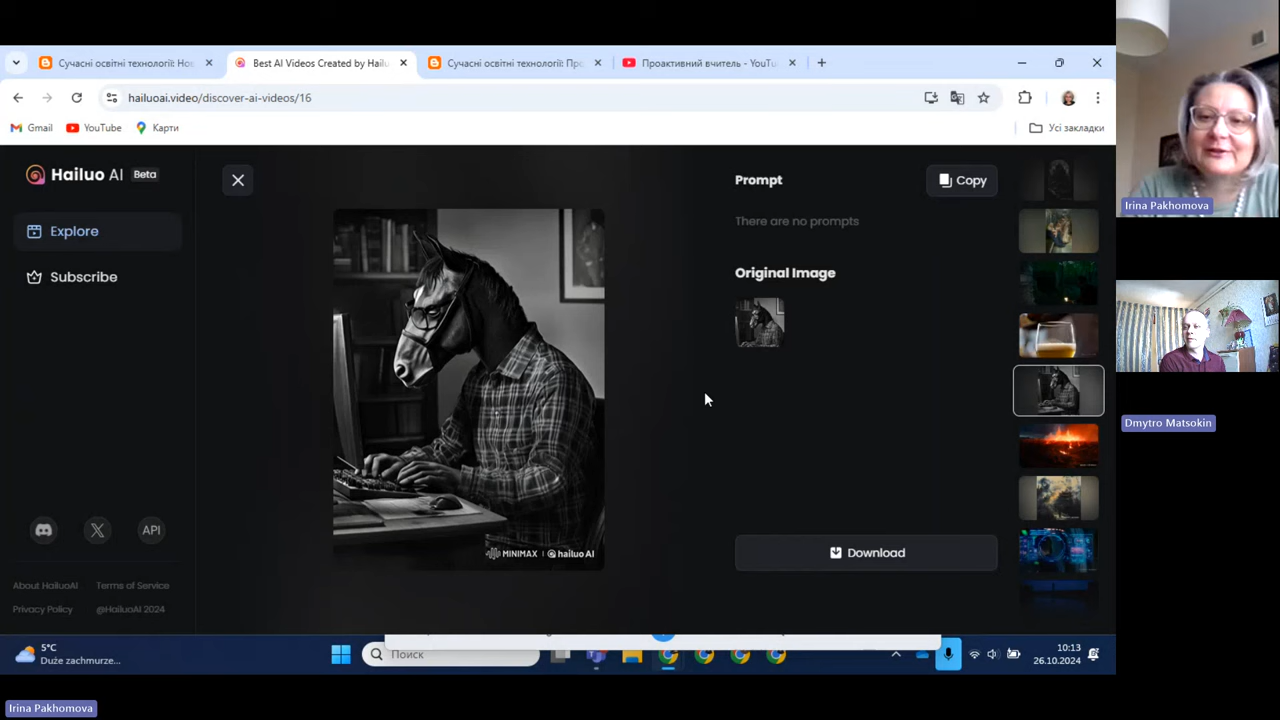 Сучасні освітні технології: Нов
Best AI Videos Created by Hailu
Сучасні освітні технології: Про
Проактивний вчитель - YouTu
hailuoai.video/discover-ai-videos/16
Gmail
YouTube
Карти
Усі закладки
Hailuo AI
Beta
Explore
Subscribe
API
About HailuoAI
Terms of Service
Privacy Policy
@HailuoAI 2024
MINIMAX | hailuo AI
Prompt
Copy
There are no prompts
Original Image
Download
5°C
Duże zachmurze...
Поиск
10:13
26.10.2024
Irina Pakhomova
Dmytro Matsokin
Irina Pakhomova